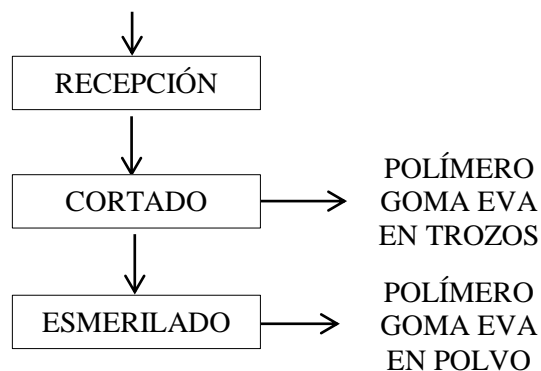 RECEPCIÓN
CORTADO
POLÍMERO
GOMA EVA
EN TROZOS
ESMERILADO
POLÍMERO
GOMA EVA
EN POLVO